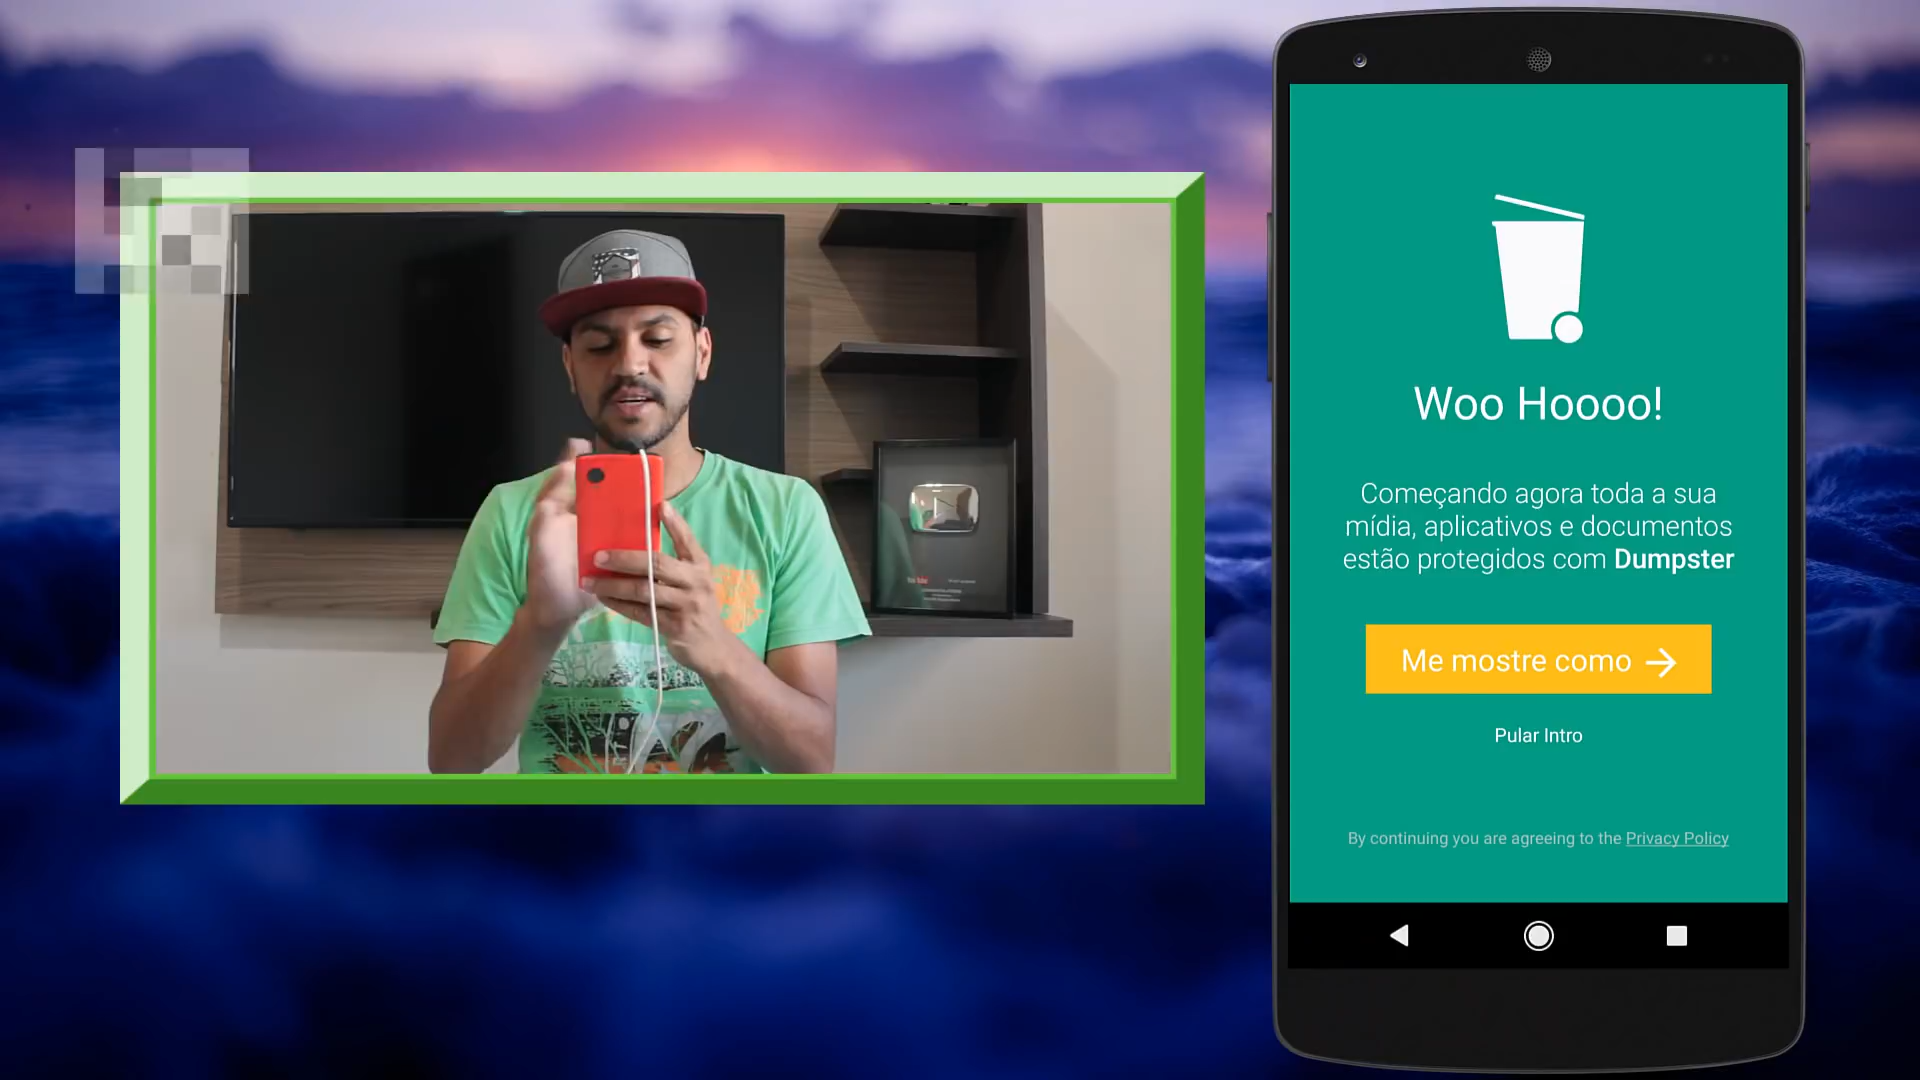 Woo Hoooo!
Começando agora toda a sua
mídia, aplicativos e documentos
estão protegidos com Dumpster
Me mostre como
Pular Intro
By continuing you are agreeing to the Privacy Policy